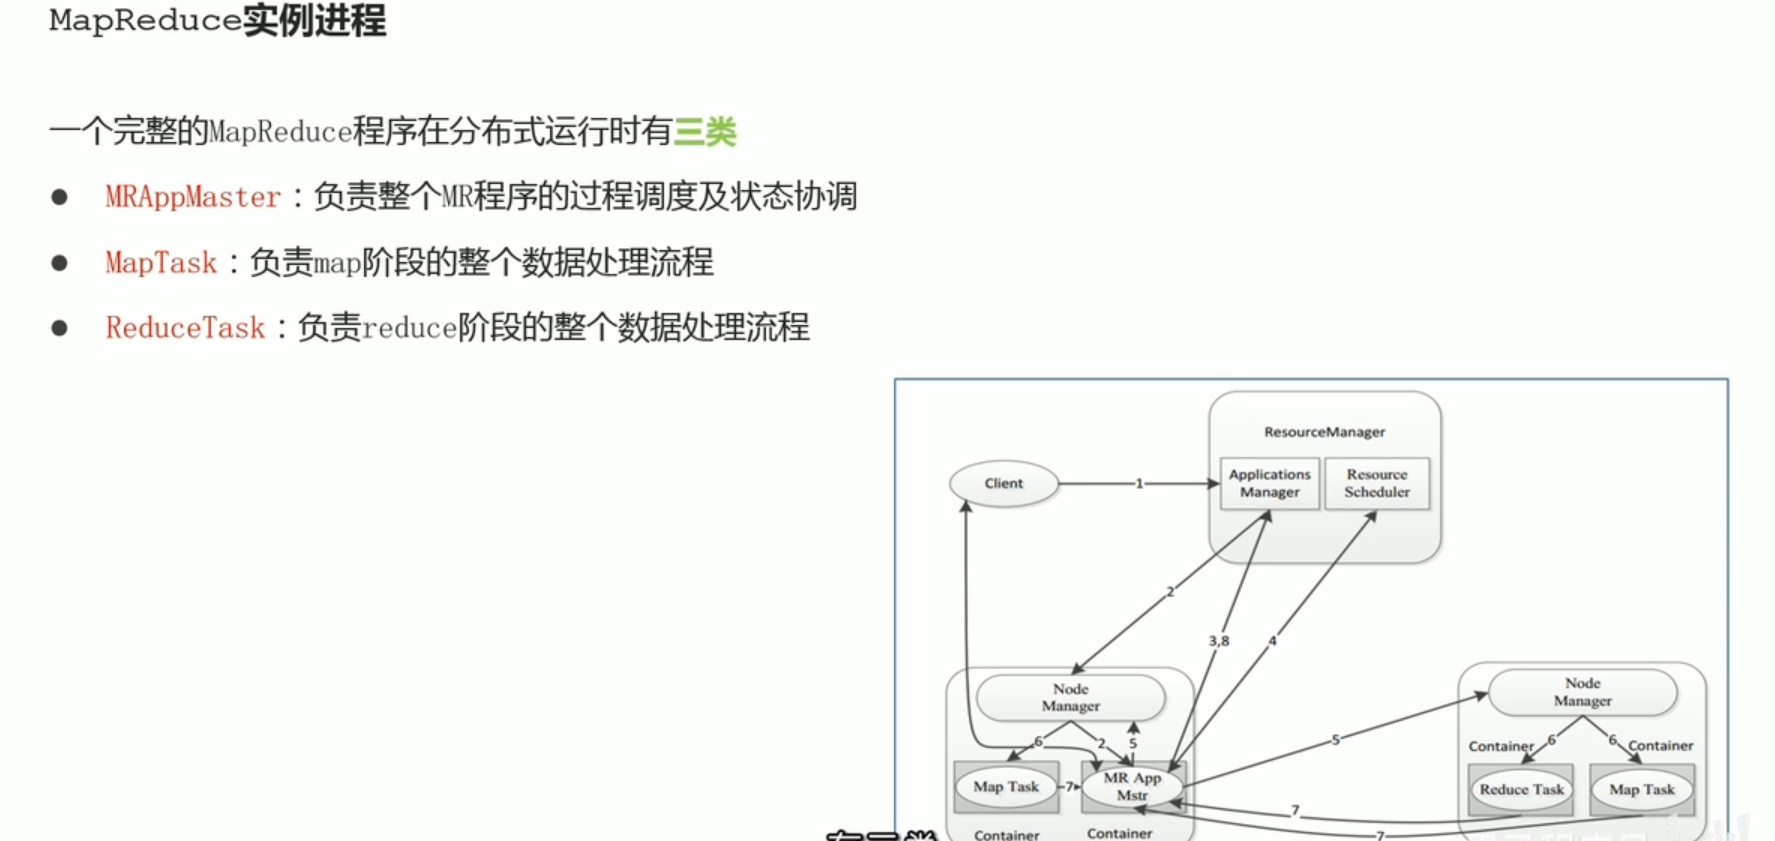 MapReduce实例进程
一个完整的MapReduce程序在分布式运行时有三类
● MRAppMaster：负责整个MR程序的过程调度及状态协调
● MapTask：负责map阶段的整个数据处理流程
● ReduceTask：负责reduce阶段的整个数据处理流程
ResourceManager
Client
1
Applications
Manager
Resource
Scheduler
2
3,8
4
Node
Manager
Node
Manager
6
2
5
5
Container
6
6
Container
Map Task
7
MR App
Mstr
Reduce Task
Map Task
7
7
Container
Container